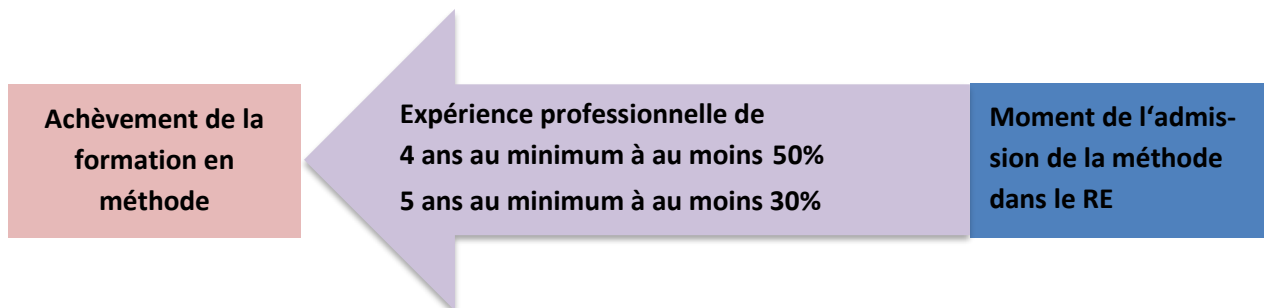 Achèvement de la
formation en
méthode
Expérience professionnelle de
4 ans au minimum à au moins 50%
5 ans au minimum à au moins 30%
Moment de l‘admis-
sion de la méthode
dans le RE